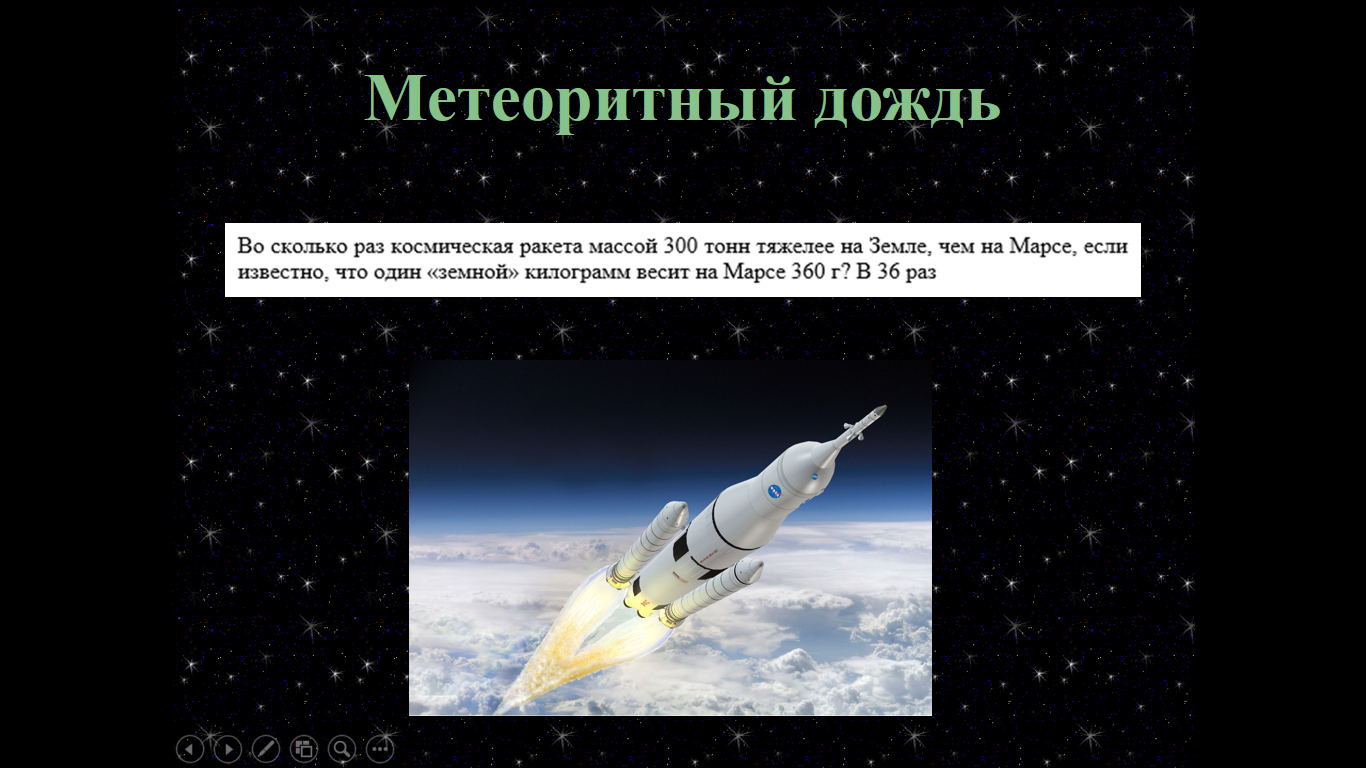 Метеоритный дождь
Во сколько раз космическая ракета массой 300 тонн тяжелее на Земле, чем на Марсе, если
известно, что один «земной» килограмм весит на Марсе 360 г? В 36 раз